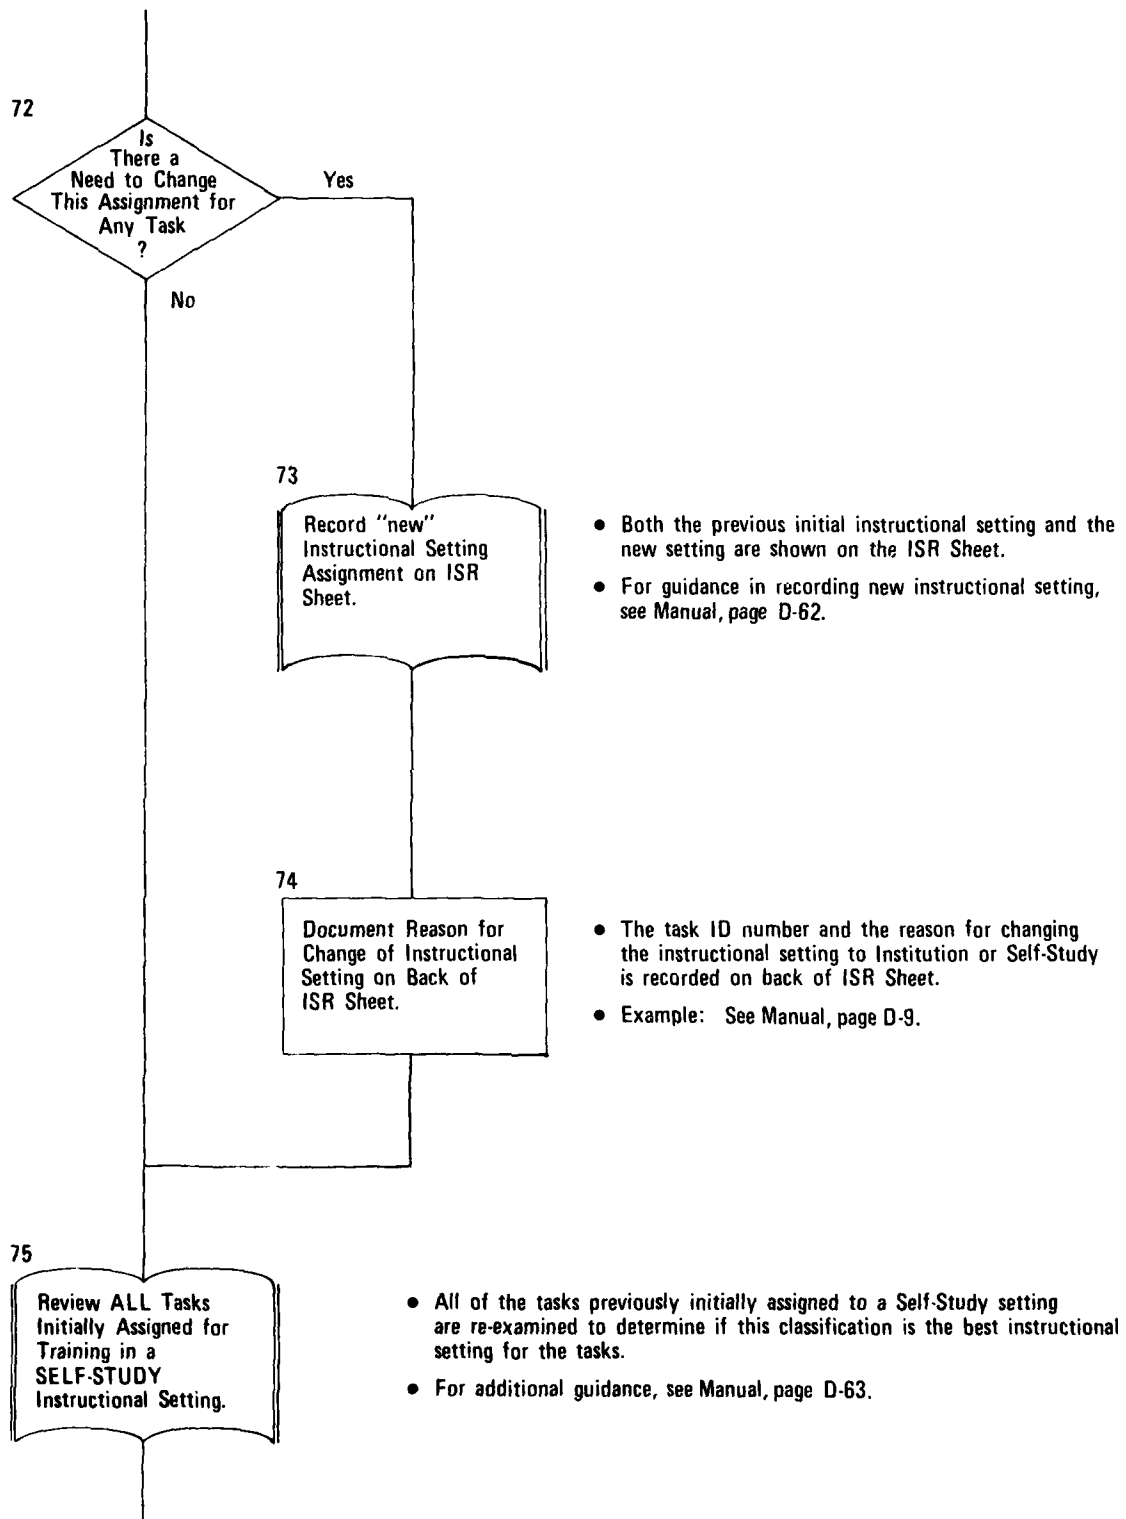 72
Is
There a
Need to Change
This Assignment for
Any Task
?
Yes
No
73
Record "new"
Instructional Setting
Assignment on ISR
Sheet.
● Both the previous initial instructional setting and the
new setting are shown on the ISR Sheet.
● For guidance in recording new instructional setting,
see Manual, page D-62.
74
Document Reason for
Change of Instructional
Setting on Back of
ISR Sheet.
● The task ID number and the reason for changing
the instructional setting to Institution or Self-Study
is recorded on back of ISR Sheet.
● Example: See Manual, page D-9.
75
Review ALL Tasks
Initially Assigned for
Training in a
SELF-STUDY
Instructional Setting.
● All of the tasks previously initially assigned to a Self-Study setting
are re-examined to determine if this classification is the best instructional
setting for the tasks.
● For additional guidance, see Manual, page D-63.